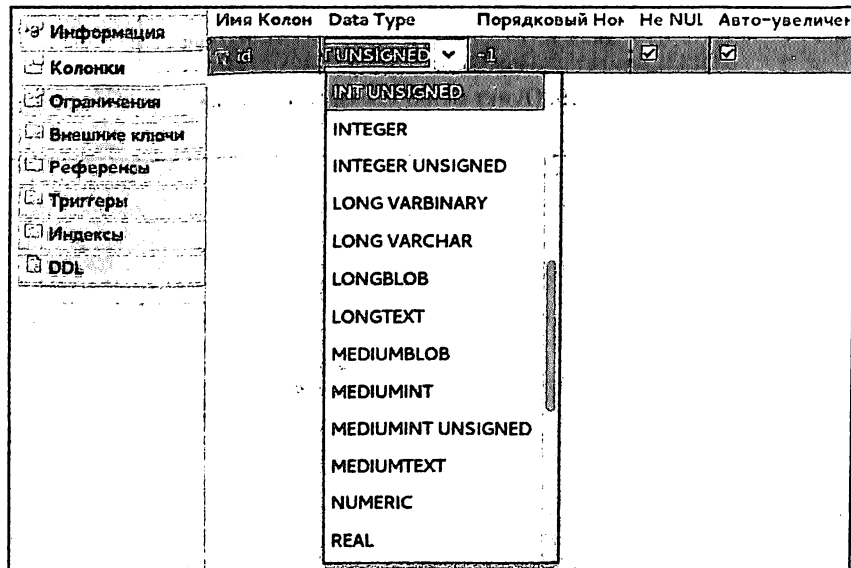 Имя Колон Data Type Порядковый Ног Не NUL Авто-увеличен
Информация
id T UNSIGNED -1
Колонки
INT UNSIGNED
Ограничения
INTEGER
Внешние ключи
INTEGER UNSIGNED
Референсы
LONG VARBINARY
Триггеры
LONG VARCHAR
Индексы
LONGBLOB
DDL
LONGTEXT
MEDIUMBLOB
MEDIUMINT
MEDIUMINT UNSIGNED
MEDIUMTEXT
NUMERIC
REAL